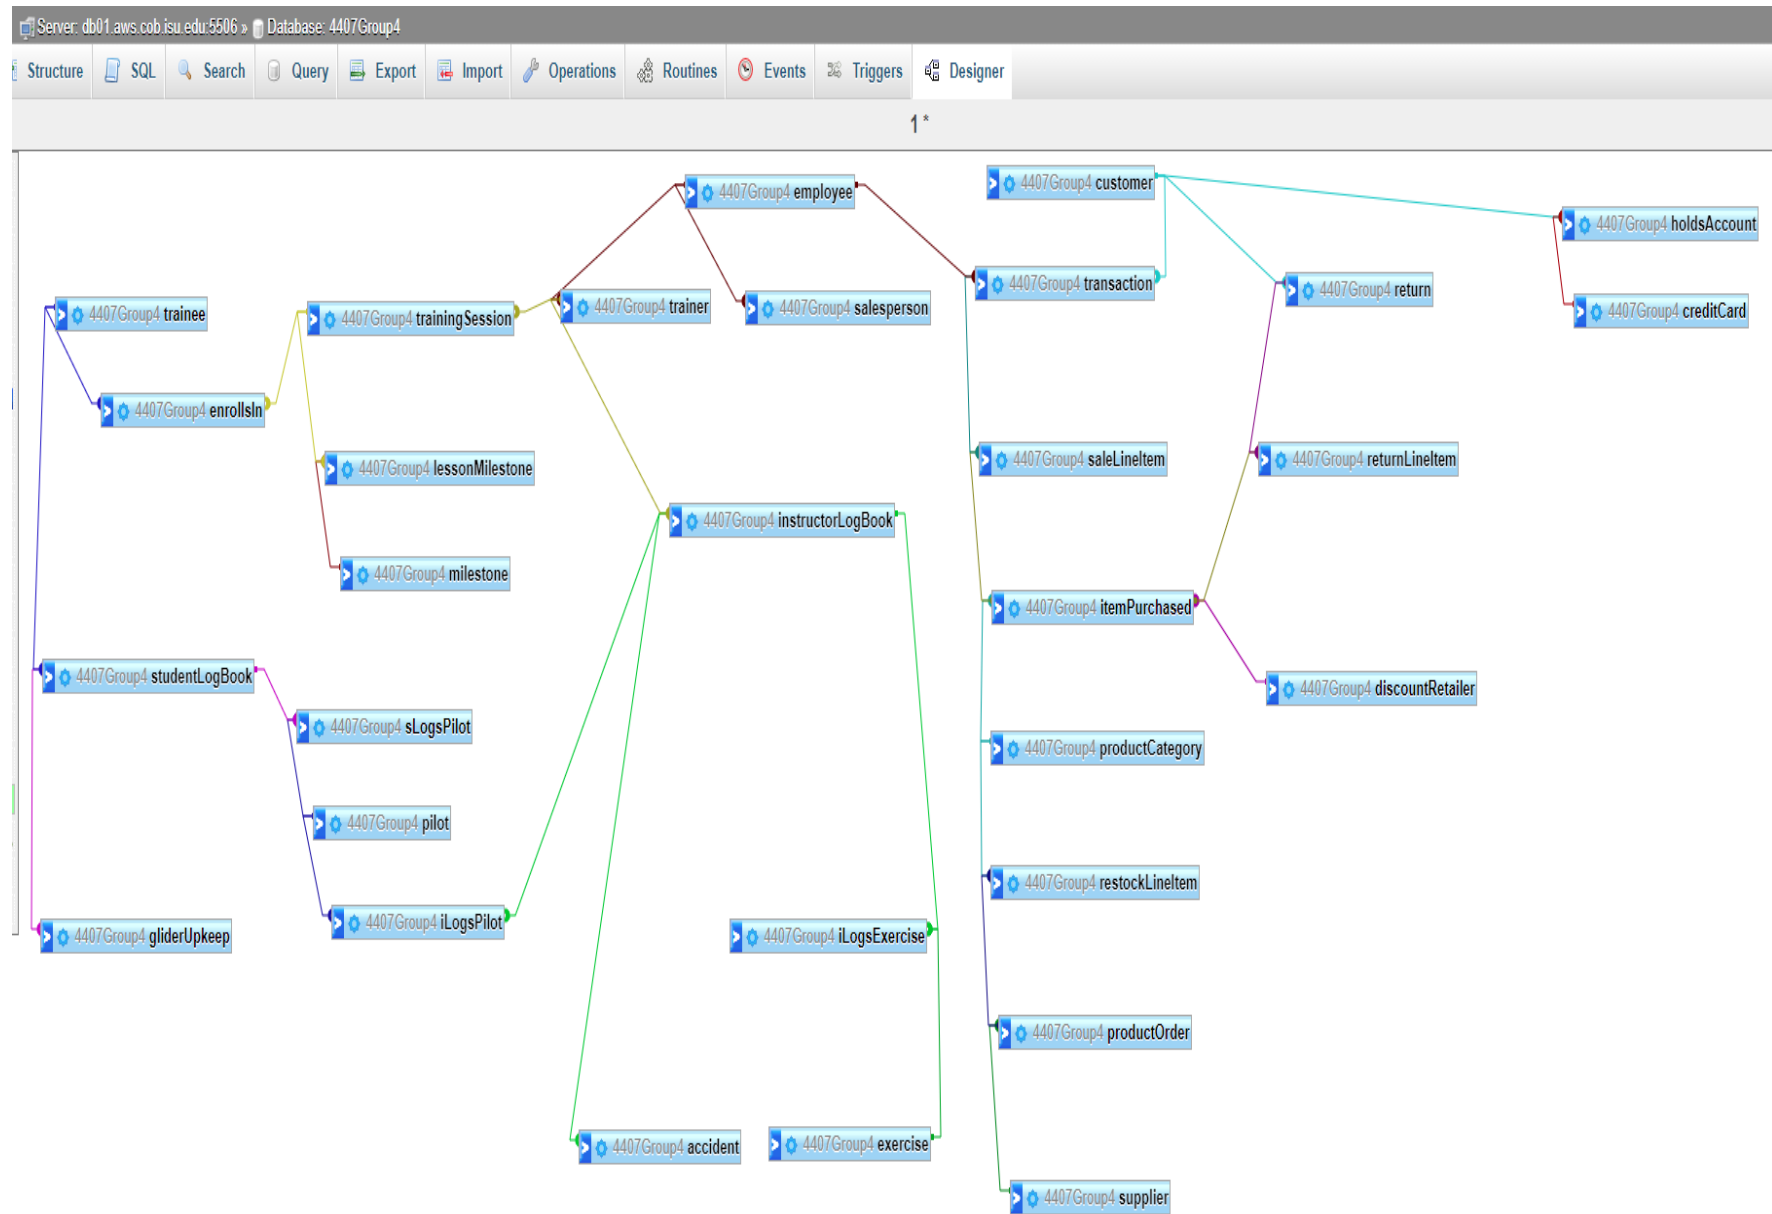 Server: db01.aws.cob.isu.edu:5506 » Database: 4407Group4
Structure SQL Search Query Export Import Operations Routines Events Triggers Designer
1 *
4407Group4 customer
4407Group4 employee
4407Group4 holdsAccount
4407Group4 transaction
4407Group4 return
4407Group4 trainee
4407Group4 trainingSession
4407Group4 trainer
4407Group4 salesperson
4407Group4 creditCard
4407Group4 enrollsIn
4407Group4 lessonMilestone
4407Group4 saleLineItem
4407Group4 returnLineItem
4407Group4 instructorLogBook
4407Group4 milestone
4407Group4 itemPurchased
4407Group4 studentLogBook
4407Group4 discountRetailer
4407Group4 sLogsPilot
4407Group4 productCategory
4407Group4 pilot
4407Group4 restockLineItem
4407Group4 iLogsPilot
4407Group4 gliderUpkeep
4407Group4 iLogsExercise
4407Group4 productOrder
4407Group4 accident
4407Group4 exercise
4407Group4 supplier